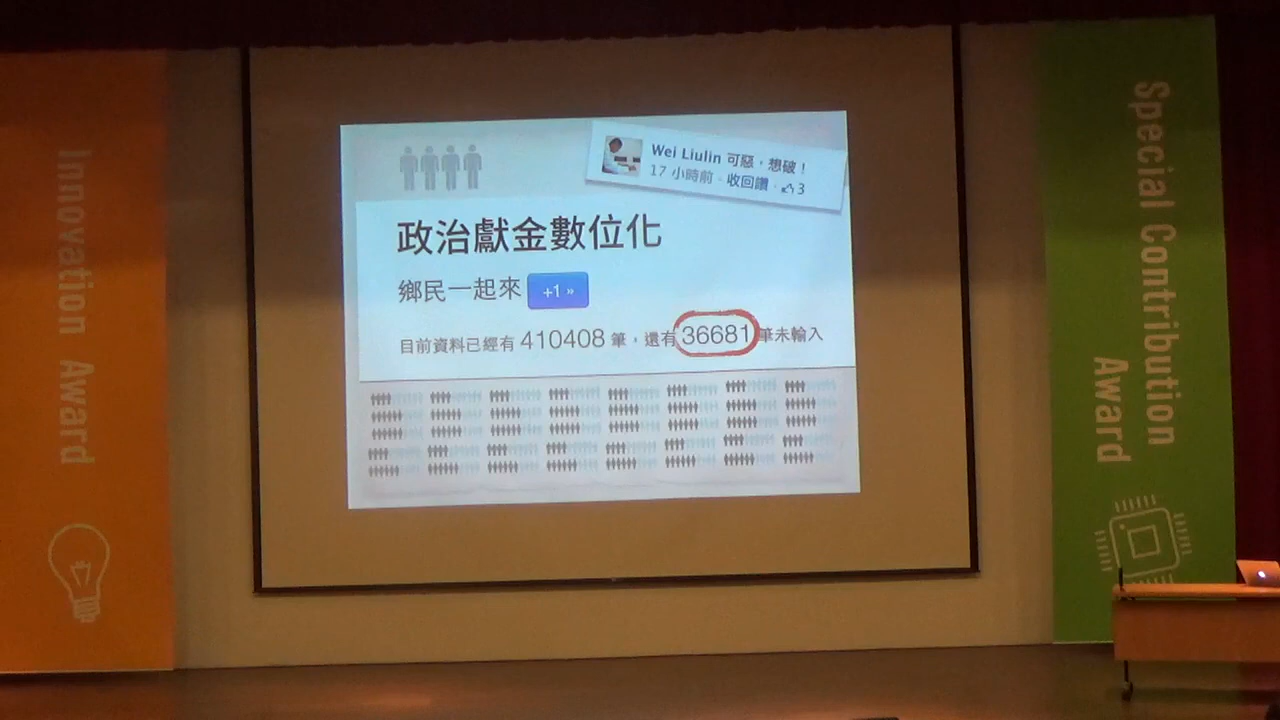 Innovation Award
Wei Liulin 可惡，想破！
17 小時前 · 收回讚 · 3
政治獻金數位化
鄉民一起來 +1 »
目前資料已經有 410408 筆，還有 36681 筆未輸入
Special Contribution
Award